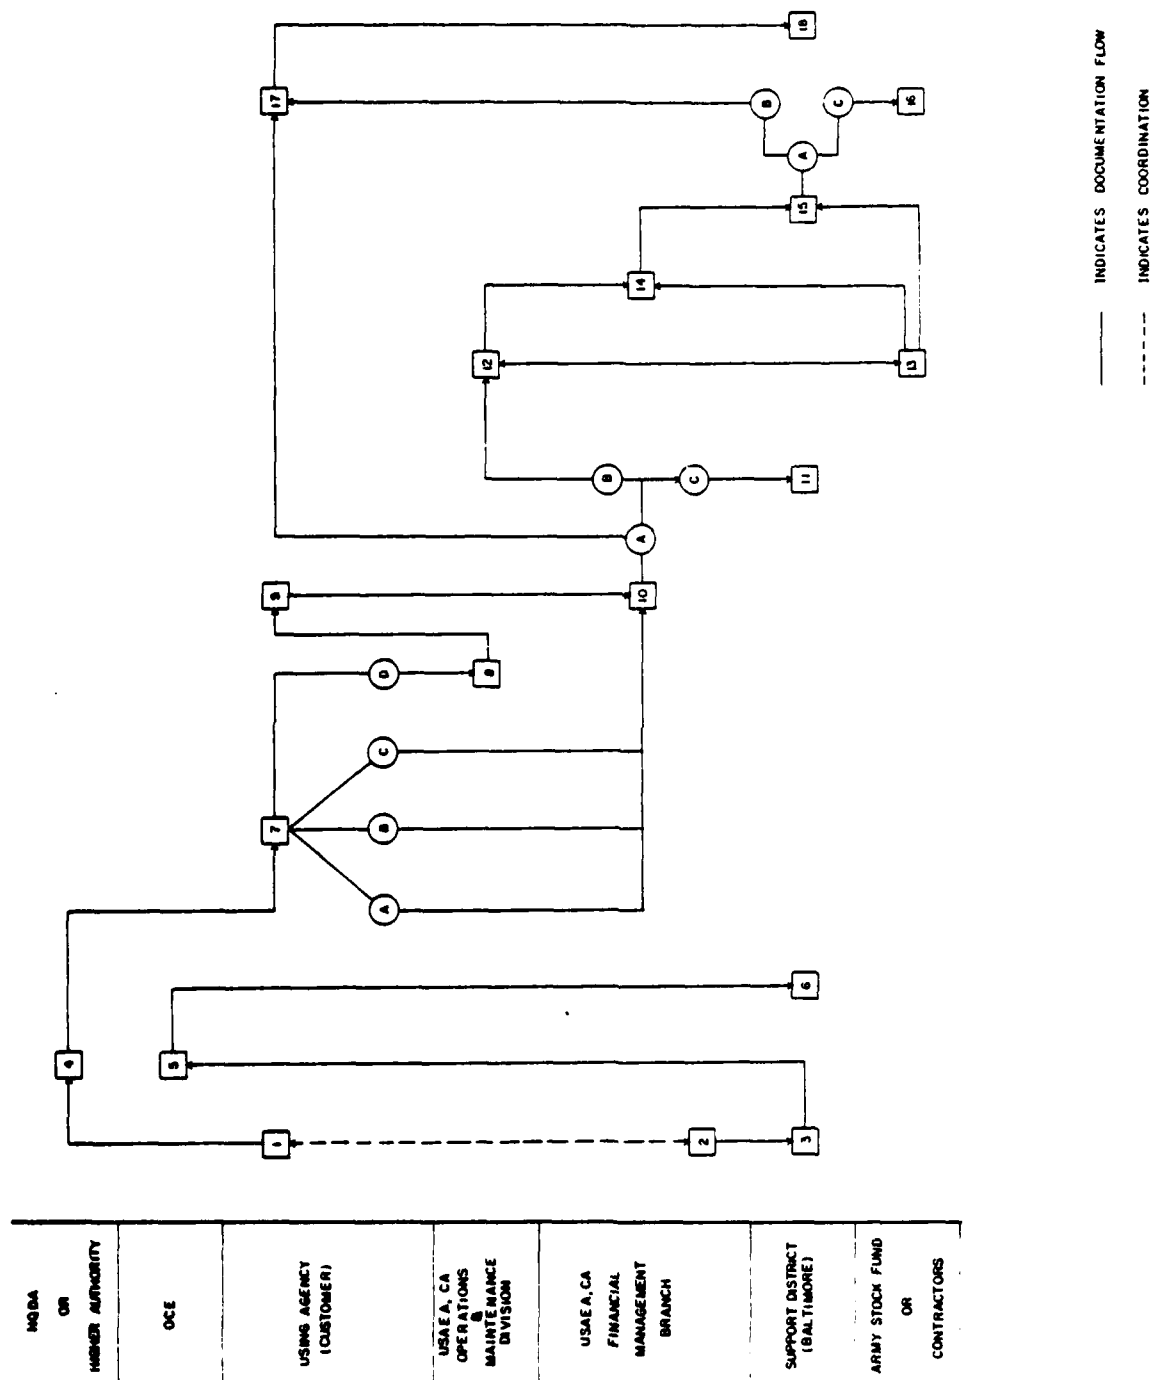 HQDA
OR
HIGHER AUTHORITY
4
OCE
5
USING AGENCY
(CUSTOMER)
1
7
9
17
A
B
C
D
USAEA, CA
OPERATIONS
&
MAINTENANCE
DIVISION
8
12
USAEA, CA
FINANCIAL
MANAGEMENT
BRANCH
2
10
A
B
C
14
SUPPORT DISTRICT
(BALTIMORE)
3
6
11
15
A
B
C
18
ARMY STOCK FUND
OR
CONTRACTORS
13
16
INDICATES DOCUMENTATION FLOW
INDICATES COORDINATION